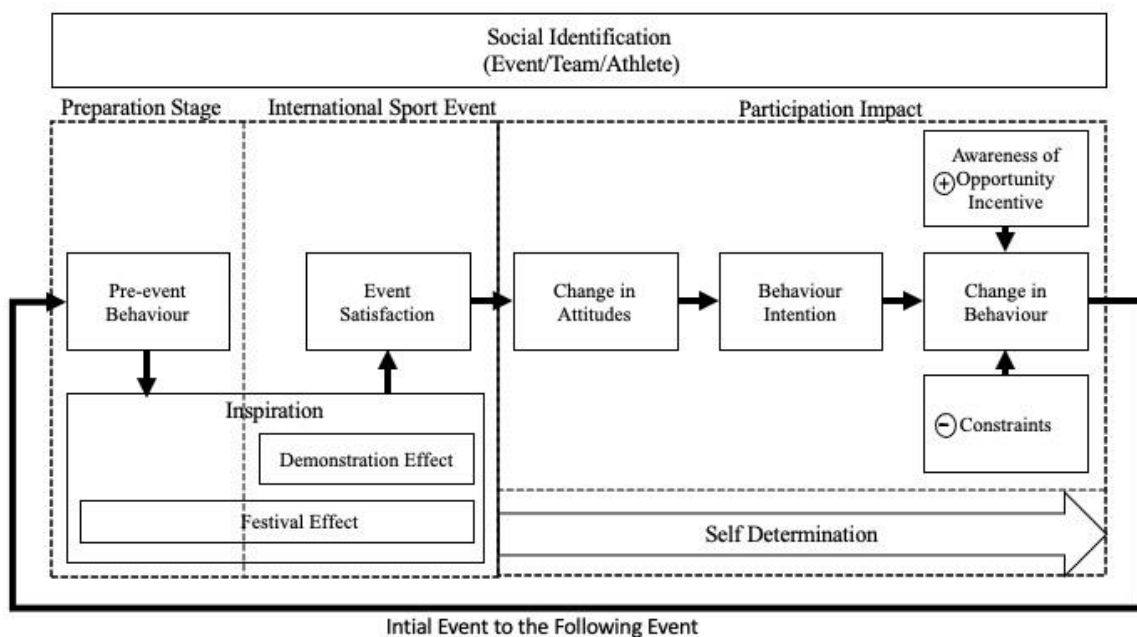 Social Identification
(Event/Team/Athlete)
Preparation Stage
International Sport Event
Participation Impact
Awareness of
+ Opportunity
Incentive
Pre-event
Behaviour
Event
Satisfaction
Change in
Attitudes
Behaviour
Intention
Change in
Behaviour
Inspiration
- Constraints
Demonstration Effect
Festival Effect
Self Determination
Intial Event to the Following Event